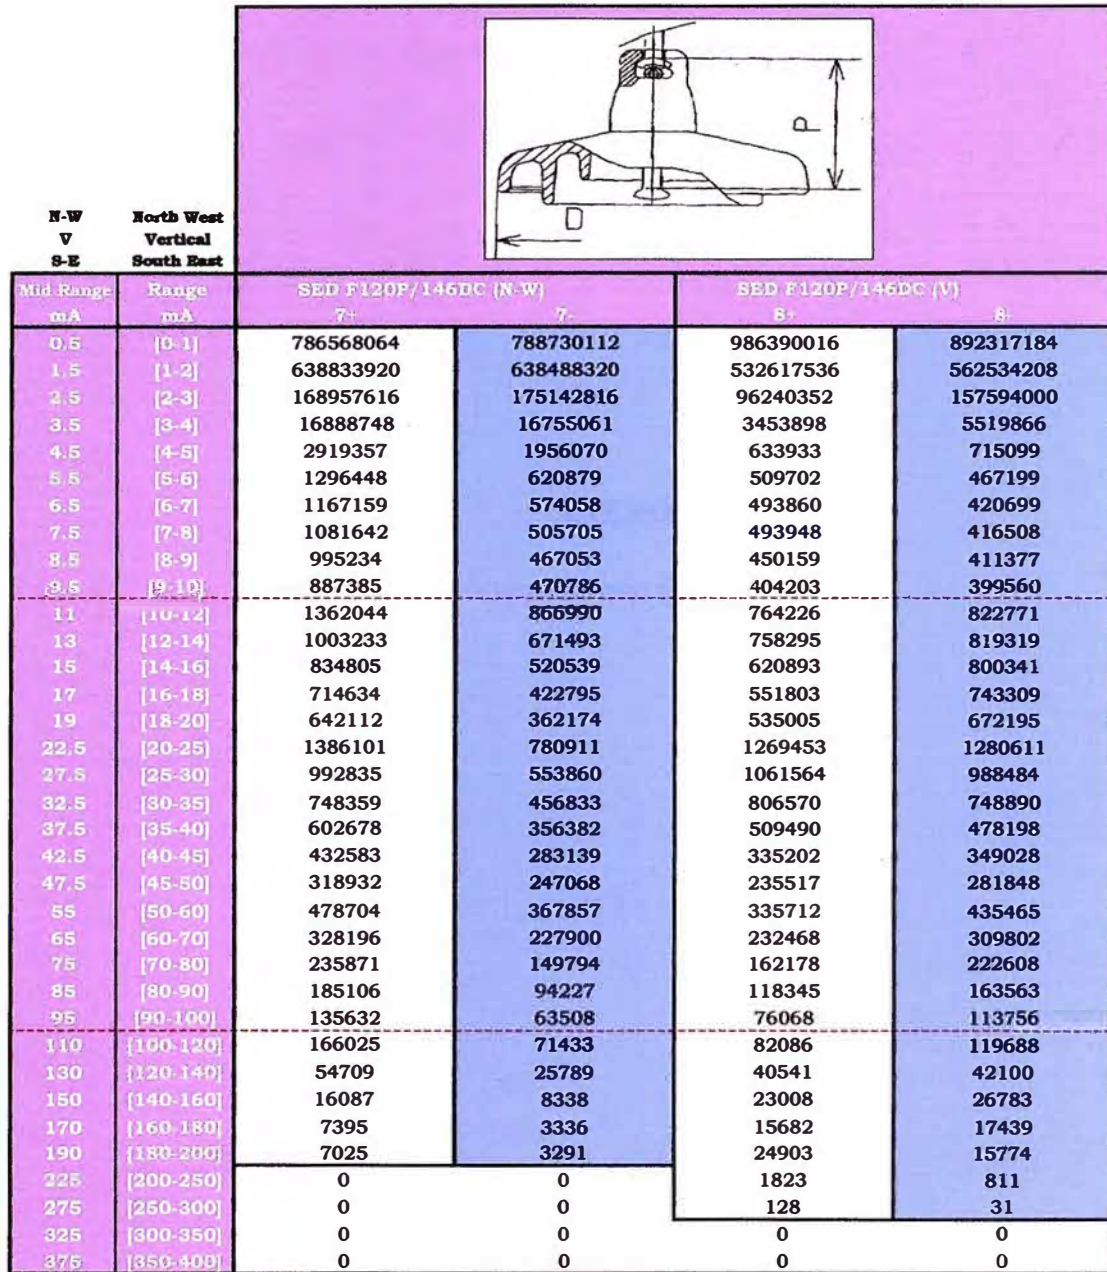 P
D
N-W North West
∇ Vertical
S-E South East
Mid Range Range SED F120P/146DC (N-W) SED F120P/146DC (V)
mA mA 7+ 7- 8+ 8-
0.5 [0-1] 786568064 788730112 986390016 892317184
1.5 [1-2] 638833920 638488320 532617536 562534208
2.5 [2-3] 168957616 175142816 96240352 157594000
3.5 [3-4] 16888748 16755061 3453898 5519866
4.5 [4-5] 2919357 1956070 633933 715099
5.5 [5-6] 1296448 620879 509702 467199
6.5 [6-7] 1167159 574058 493860 420699
7.5 [7-8] 1081642 505705 493948 416508
8.5 [8-9] 995234 467053 450159 411377
9.5 [9-10] 887385 470786 404203 399560
11 [10-12] 1362044 866990 764226 822771
13 [12-14] 1003233 671493 758295 819319
15 [14-16] 834805 520539 620893 800341
17 [16-18] 714634 422795 551803 743309
19 [18-20] 642112 362174 535005 672195
22.5 [20-25] 1386101 780911 1269453 1280611
27.5 [25-30] 992835 553860 1061564 988484
32.5 [30-35] 748359 456833 806570 748890
37.5 [35-40] 602678 356382 509490 478198
42.5 [40-45] 432583 283139 335202 349028
47.5 [45-50] 318932 247068 235517 281848
55 [50-60] 478704 367857 335712 435465
65 [60-70] 328196 227900 232468 309802
75 [70-80] 235871 149794 162178 222608
85 [80-90] 185106 94227 118345 163563
95 [90-100] 135632 63508 76068 113756
110 [100-120] 166025 71433 82086 119688
130 [120-140] 54709 25789 40541 42100
150 [140-160] 16087 8338 23008 26783
170 [160-180] 7395 3336 15682 17439
190 [180-200] 7025 3291 24903 15774
225 [200-250] 0 0 1823 811
275 [250-300] 0 0 128 31
325 [300-350] 0 0 0 0
375 [350-400] 0 0 0 0